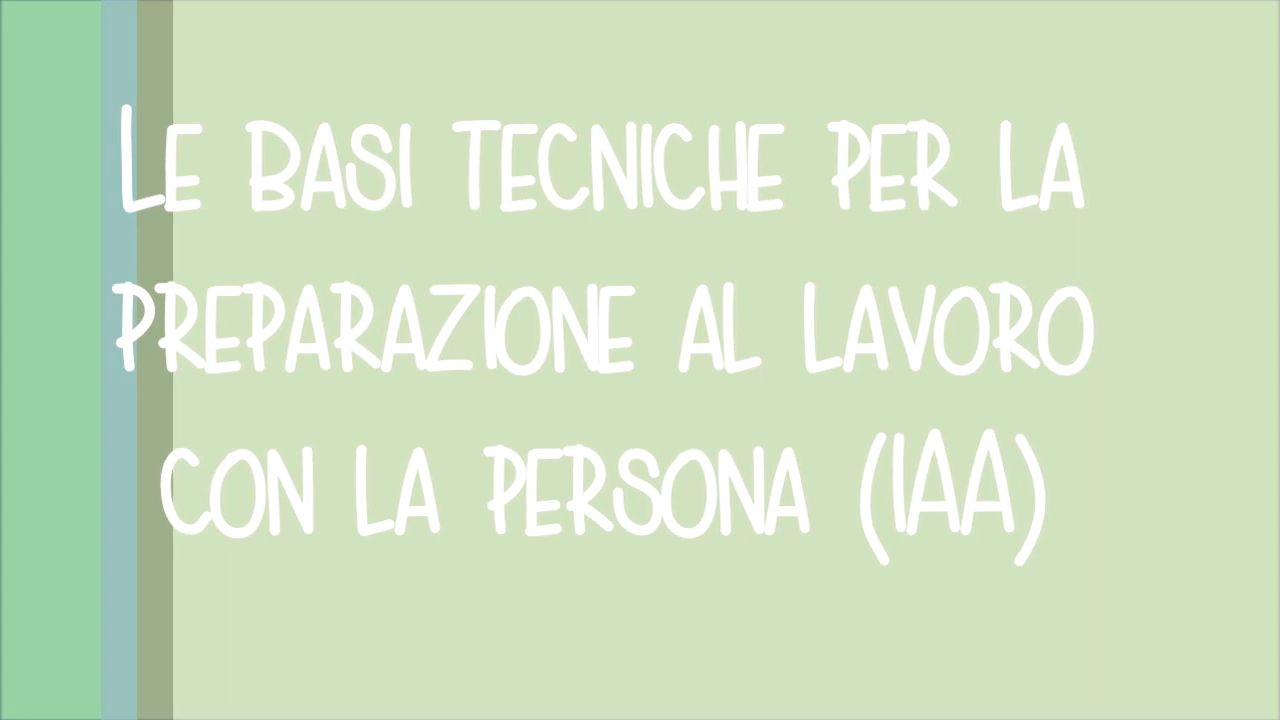 Le basi tecniche per la
preparazione al lavoro
con la persona (IAA)